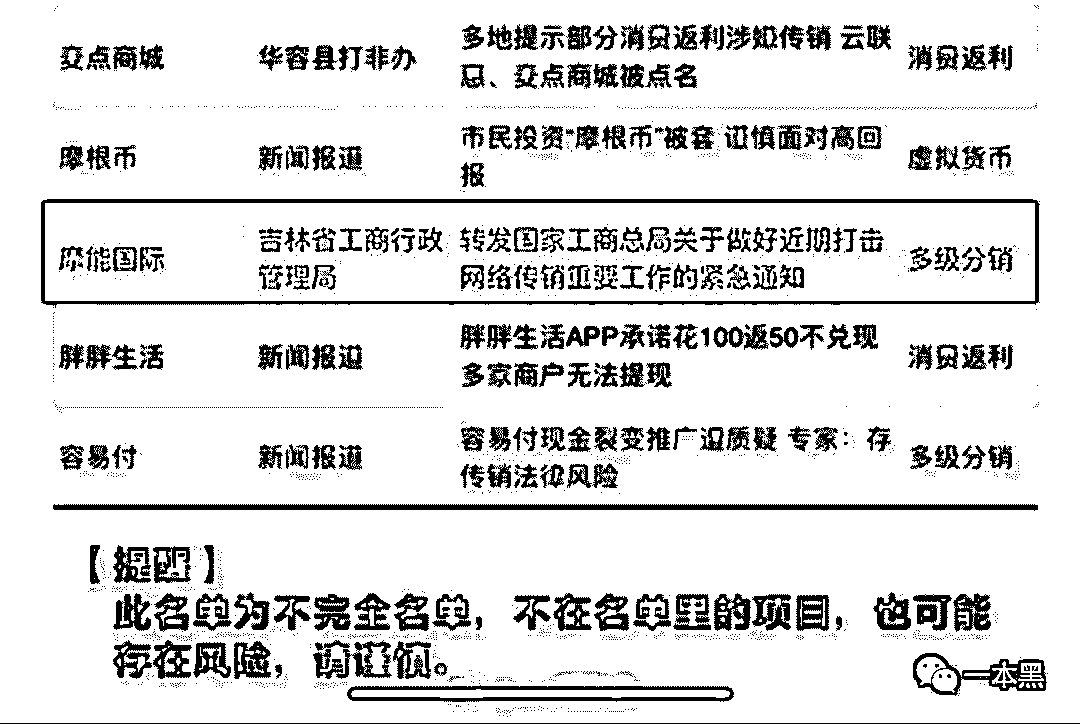 交点商城 华容县打非办 多地提示部分消费返利涉嫌传销 云联
惠、交点商城被点名 消费返利
摩根币 新闻报道 市民投资“摩根币”被套 谨慎面对高回
报 虚拟货币
摩能国际 吉林省工商行政
管理局 转发国家工商总局关于做好近期打击
网络传销重要工作的紧急通知 多级分销
胖胖生活 新闻报道 胖胖生活APP承诺花100返50不兑现
多家商户无法提现 消费返利
容易付 新闻报道 容易付现金裂变推广遭质疑 专家：存
传销法律风险 多级分销
【提醒】
此名单为不完全名单，不在名单里的项目，也可能
存在风险，请谨慎。
一本黑